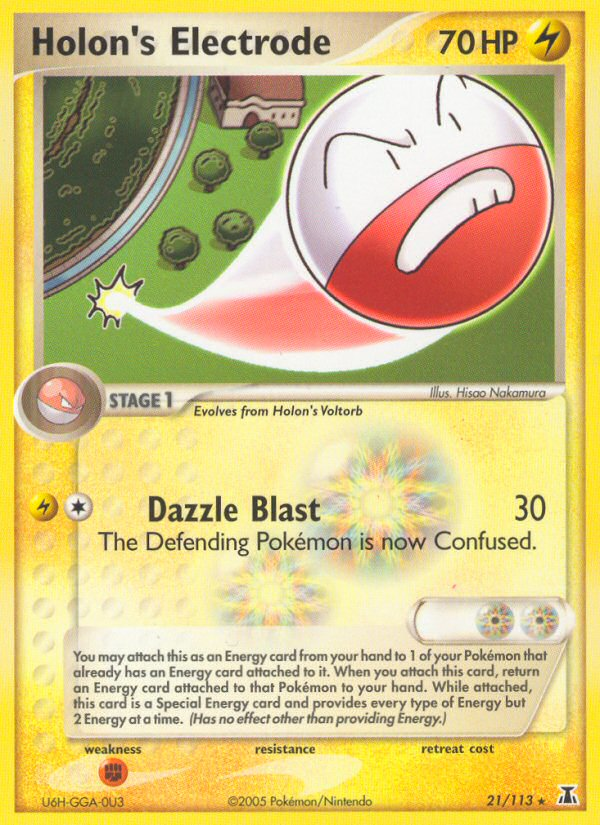 Holon's Electrode 70 HP
Illus. Hisao Nakamura
STAGE 1
Evolves from Holon's Voltorb
Dazzle Blast 30
The Defending Pokémon is now Confused.
You may attach this as an Energy card from your hand to 1 of your Pokémon that
already has an Energy card attached to it. When you attach this card, return
an Energy card attached to that Pokémon to your hand. While attached,
this card is a Special Energy card and provides every type of Energy but
2 Energy at a time. (Has no effect other than providing Energy.)
weakness resistance retreat cost
U6H-GGA-0U3 ©2005 Pokémon/Nintendo 21/113 ★